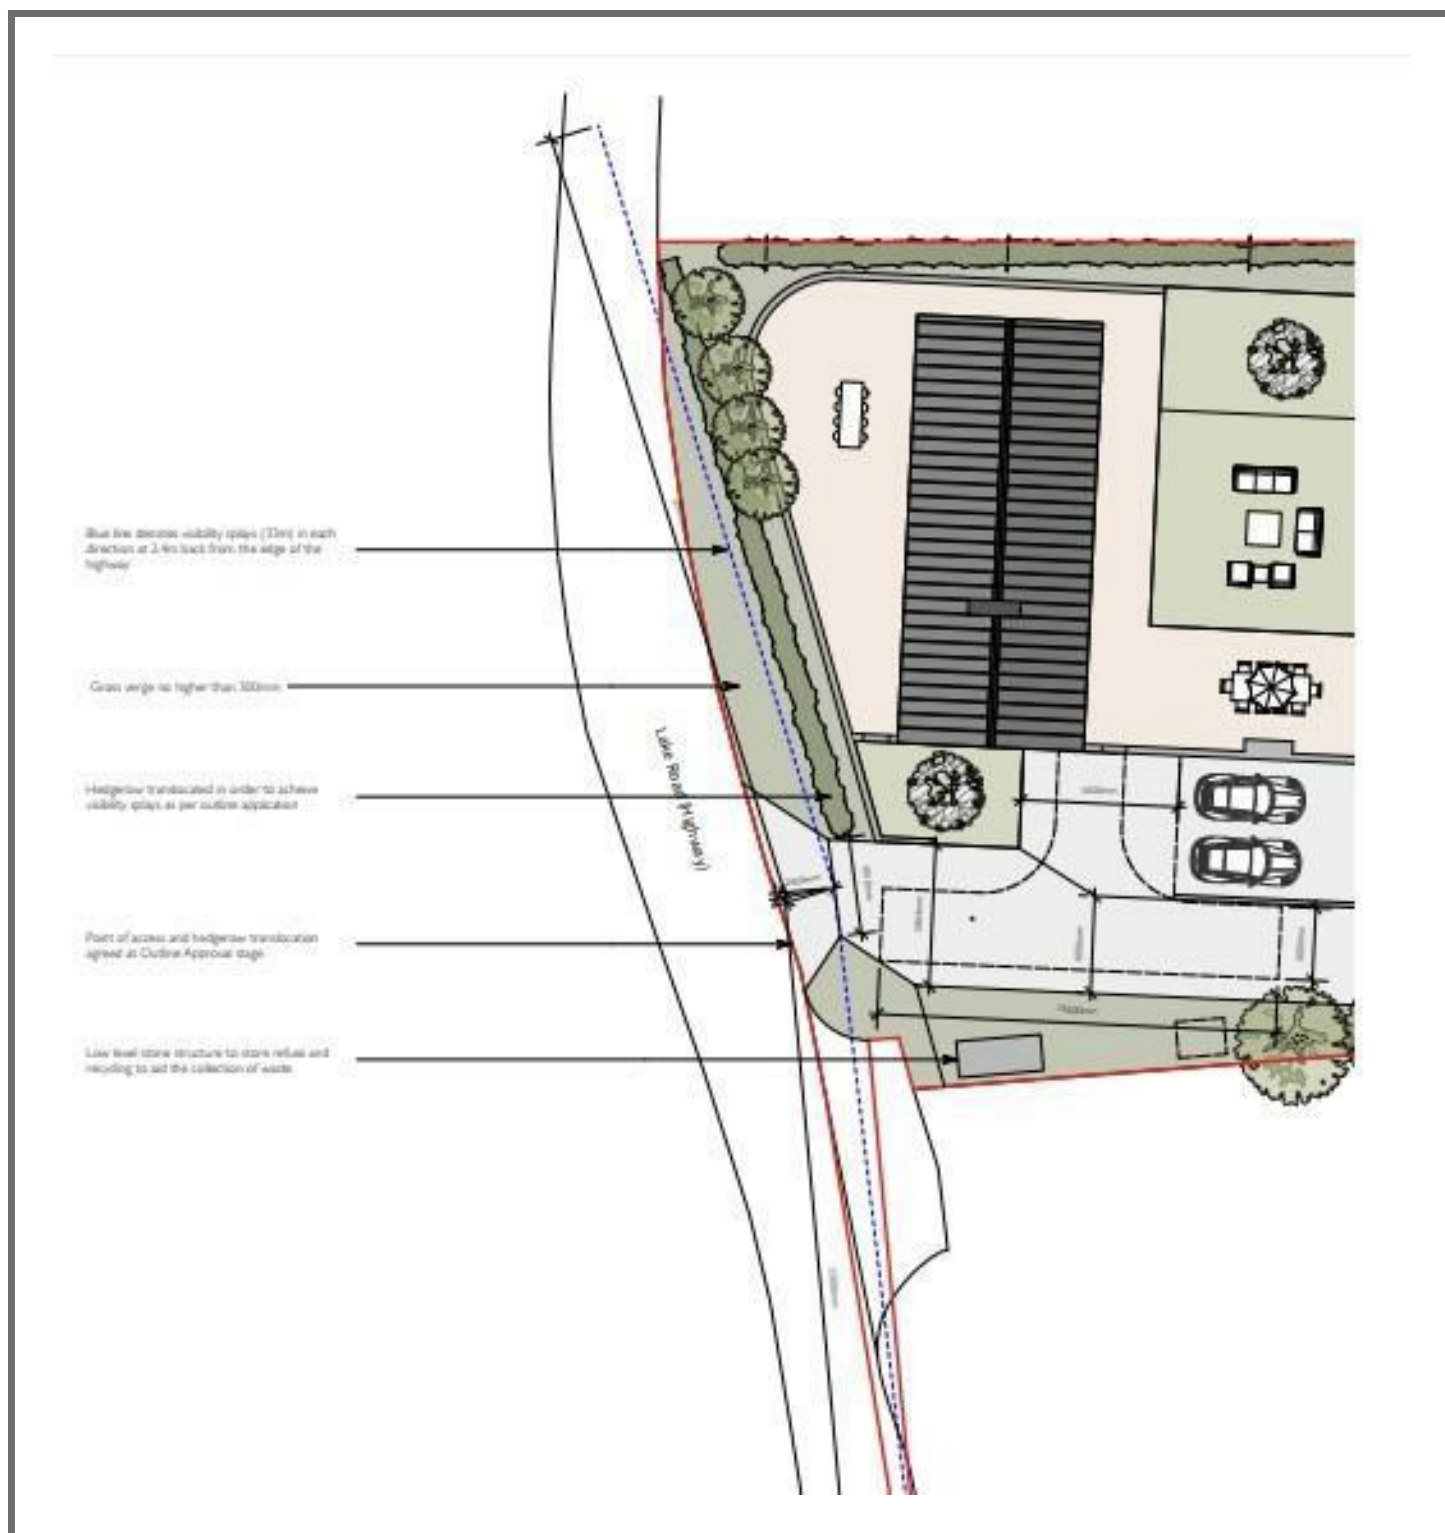 Blue line denotes visibility splays (33m) in each
direction at 2.4m back from the edge of the
highway
Grass verge no higher than 300mm
Lake Road (Highway)
Hedgerow translocated in order to achieve
visibility splays as per outline application
Point of access and hedgerow translocation
agreed at Outline Approval stage
Low level stone structure to store refuse and
recycling to aid the collection of waste